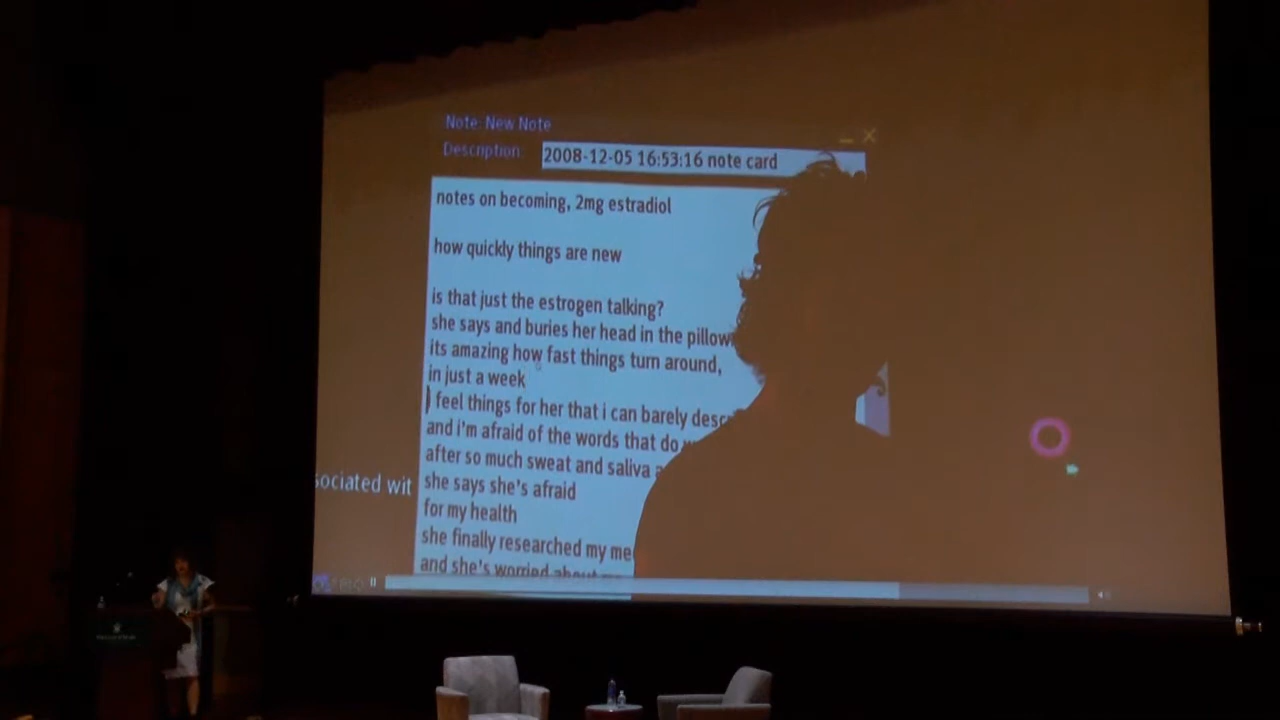 Note: New Note
Description 2008-12-05 16:53:16 note card
notes on becoming, 2mg estradiol
how quickly things are new
is that just the estrogen talking?
she says and buries her head in the pillow
its amazing how fast things turn around,
in just a week
I feel things for her that i can barely desc
and i'm afraid of the words that do
after so much sweat and saliva a
she says she's afraid
for my health
she finally researched my me
and she's worried about
sociated wit